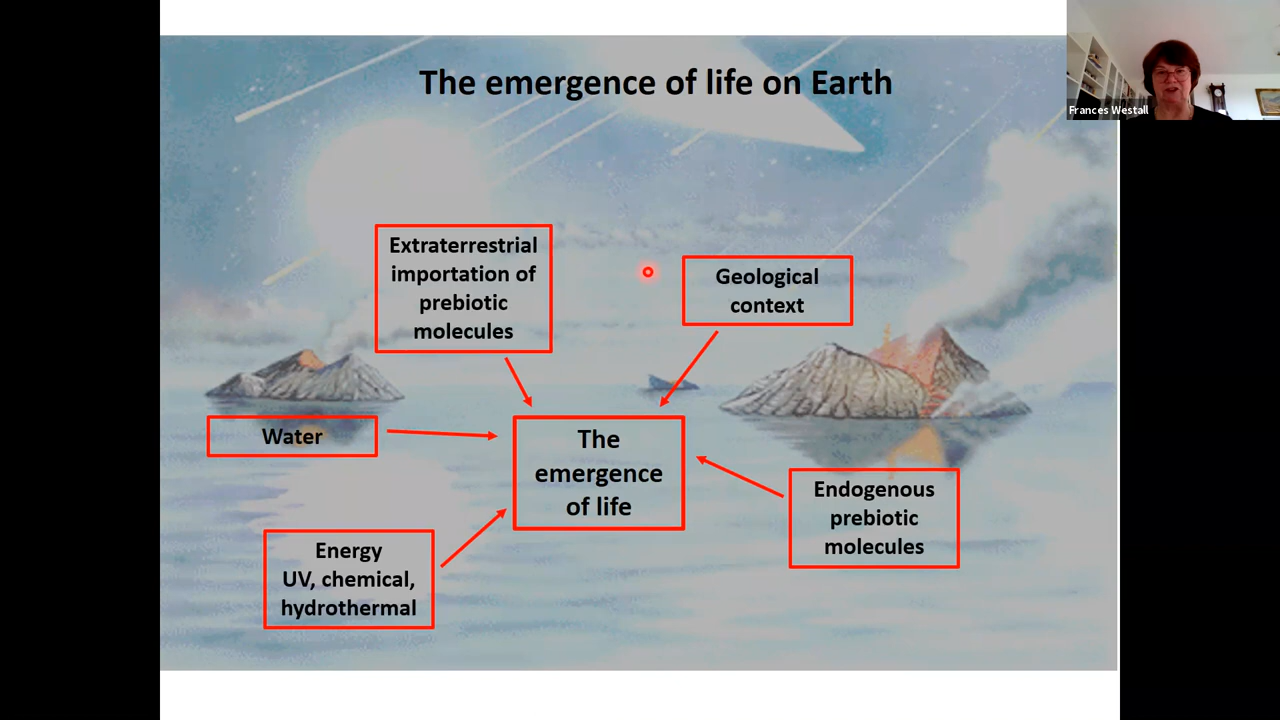 The emergence of life on Earth
Frances Westall
Extraterrestrial
importation of
prebiotic
molecules
Geological
context
Water
The
emergence
of life
Endogenous
prebiotic
molecules
Energy
UV, chemical,
hydrothermal